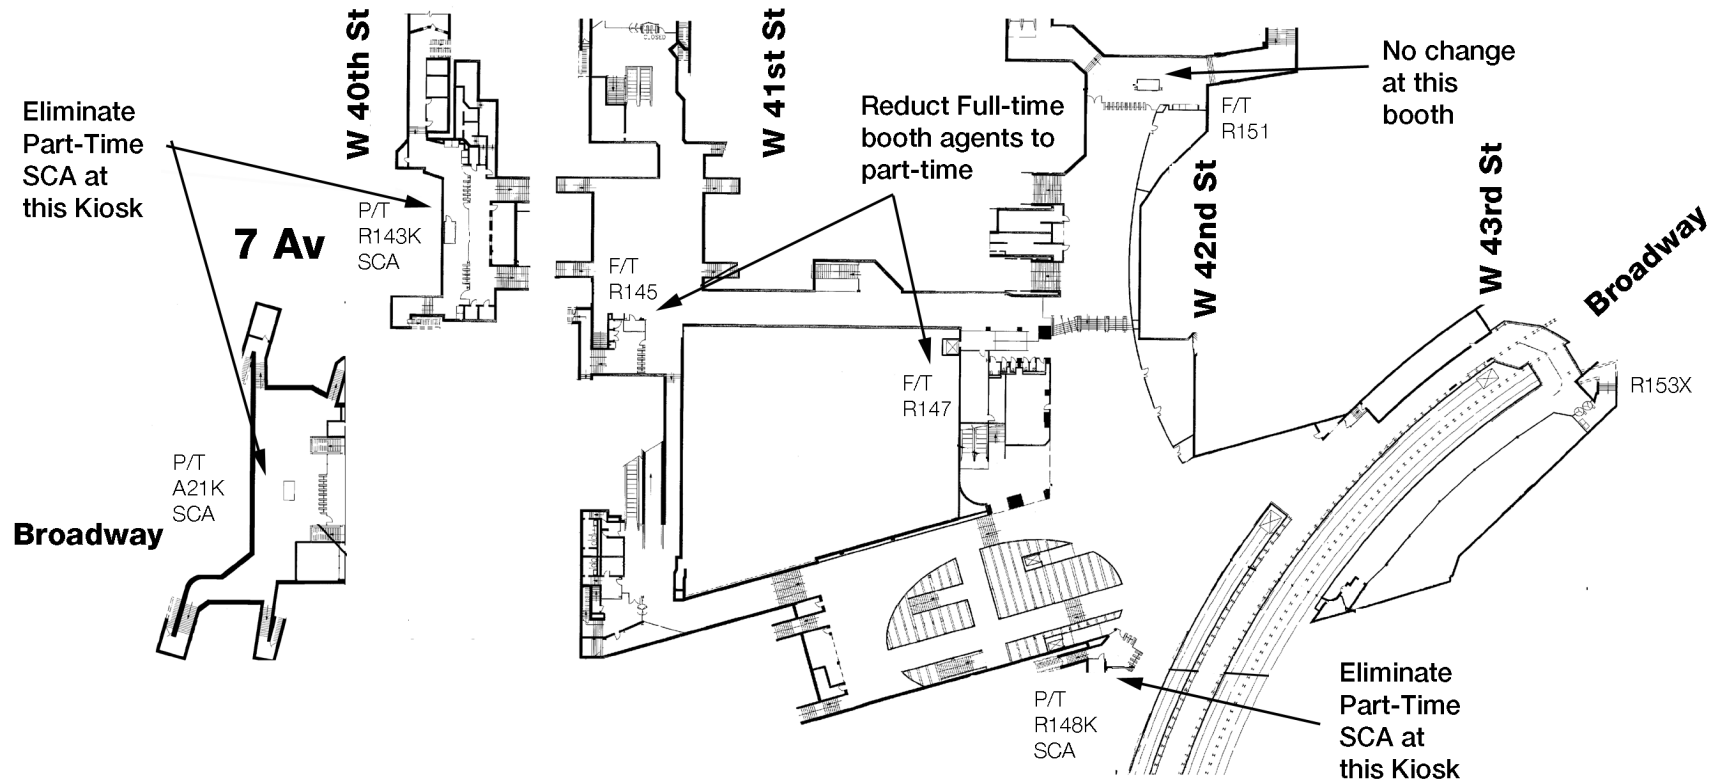 W 40th St
W 41st St
CLOSED
No change
at this
booth
Eliminate
Part-Time
SCA at
this Kiosk
Reduct Full-time
booth agents to
part-time
F/T
R151
W 42nd St
W 43rd St
Broadway
7 Av
P/T
R143K
SCA
F/T
R145
F/T
R147
R153X
P/T
A21K
SCA
Broadway
P/T
R148K
SCA
Eliminate
Part-Time
SCA at
this Kiosk